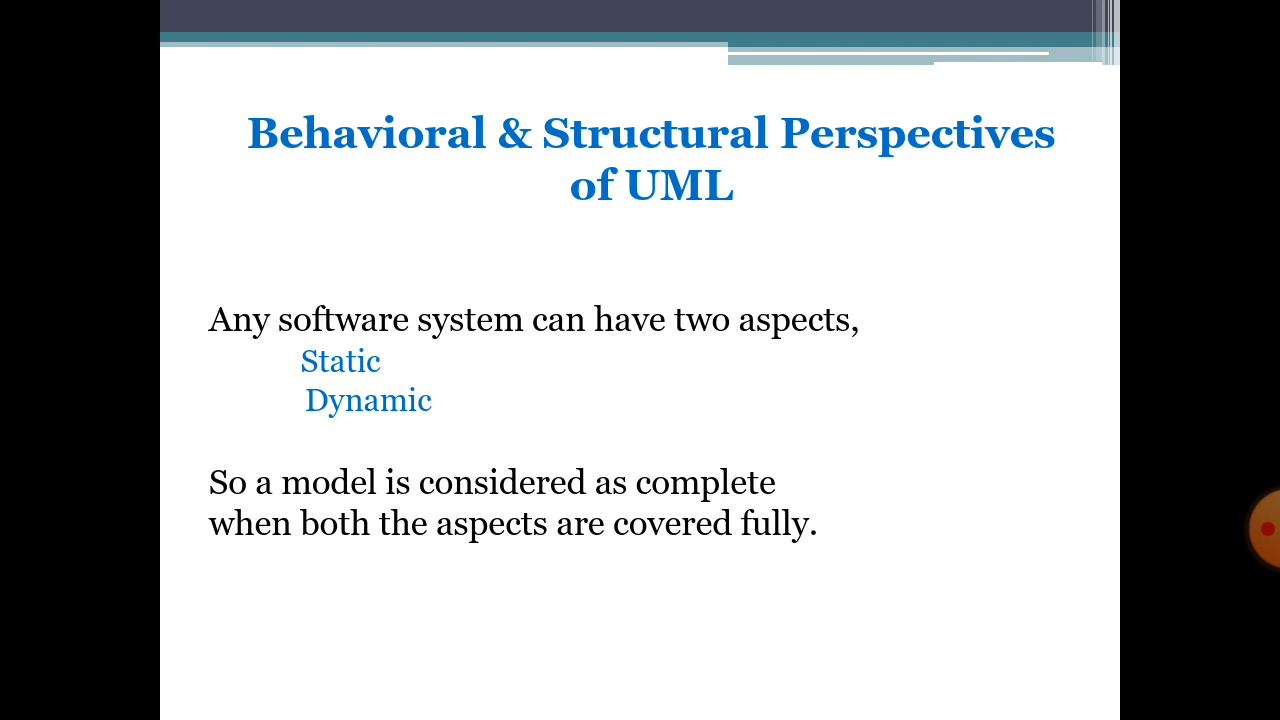 Behavioral & Structural Perspectives
of UML
Any software system can have two aspects,
Static
Dynamic
So a model is considered as complete
when both the aspects are covered fully.